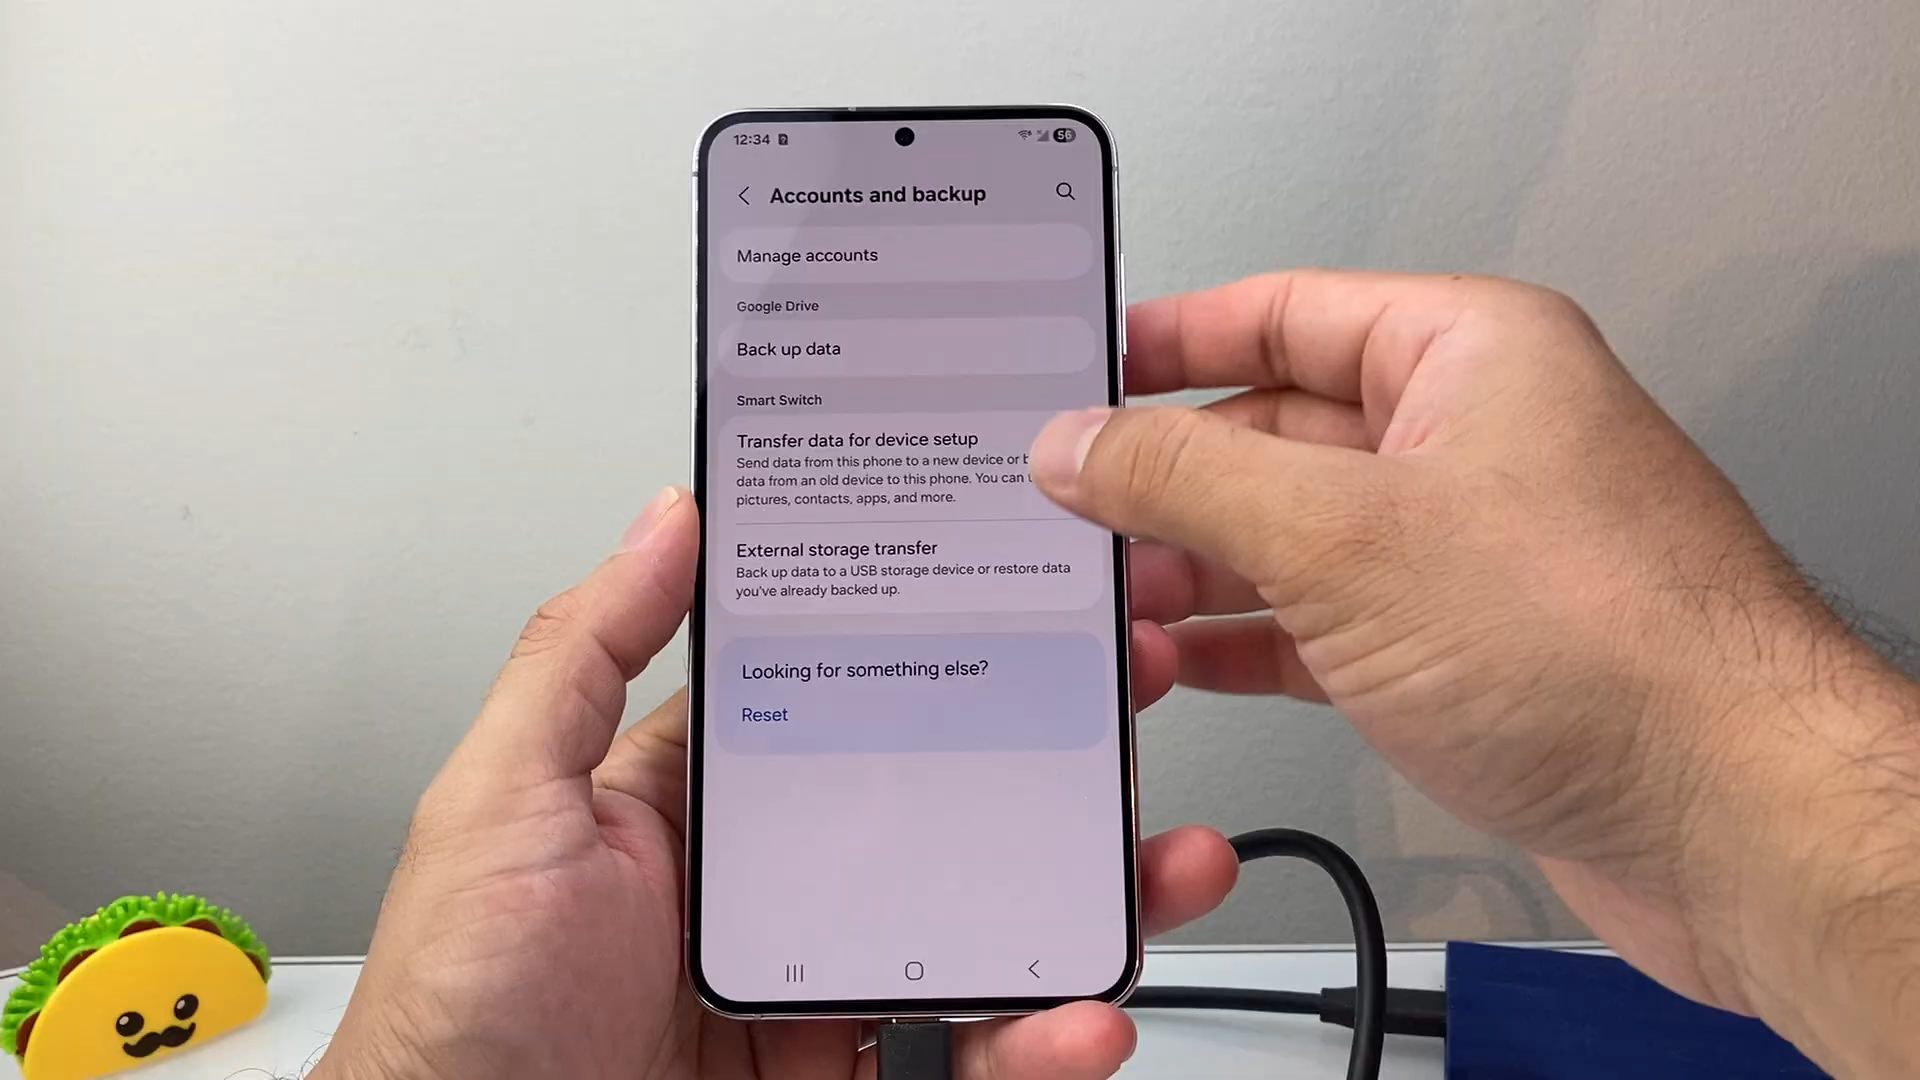 12:34
56
Accounts and backup
Manage accounts
Google Drive
Back up data
Smart Switch
Transfer data for device setup
Send data from this phone to a new device or
data from an old device to this phone. You can
pictures, contacts, apps, and more.
External storage transfer
Back up data to a USB storage device or restore data
you've already backed up.
Looking for something else?
Reset